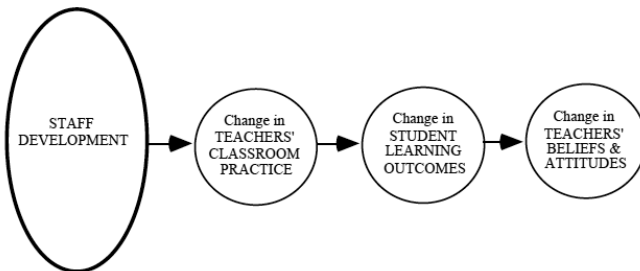 STAFF
DEVELOPMENT
Change in
TEACHERS'
CLASSROOM
PRACTICE
Change in
STUDENT
LEARNING
OUTCOMES
Change in
TEACHERS'
BELIEFS &
ATTITUDES